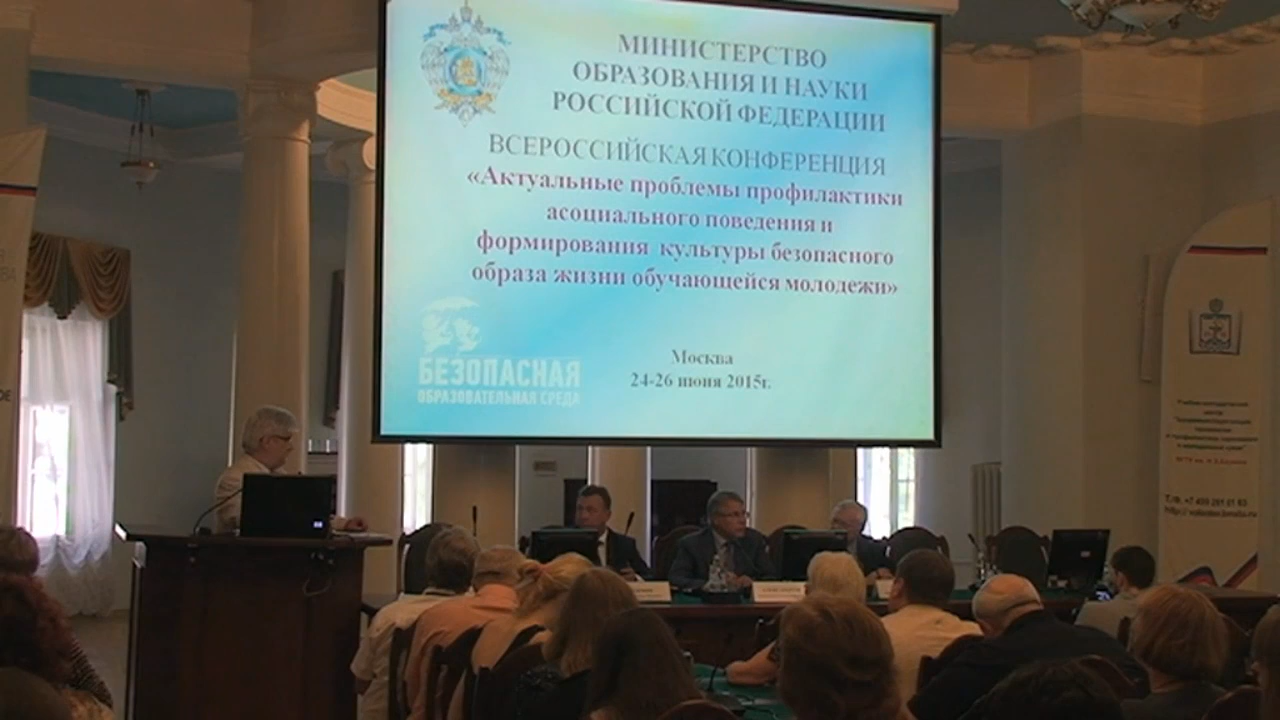 МИНИСТЕРСТВО
ОБРАЗОВАНИЯ И НАУКИ
РОССИЙСКОЙ ФЕДЕРАЦИИ
ВСЕРОССИЙСКАЯ КОНФЕРЕНЦИЯ
«Актуальные проблемы профилактики
асоциального поведения и
формирования культуры безопасного
образа жизни обучающейся молодежи»
БЕЗОПАСНАЯ
ОБРАЗОВАТЕЛЬНАЯ СРЕДА
Москва
24-26 июня 2015г.